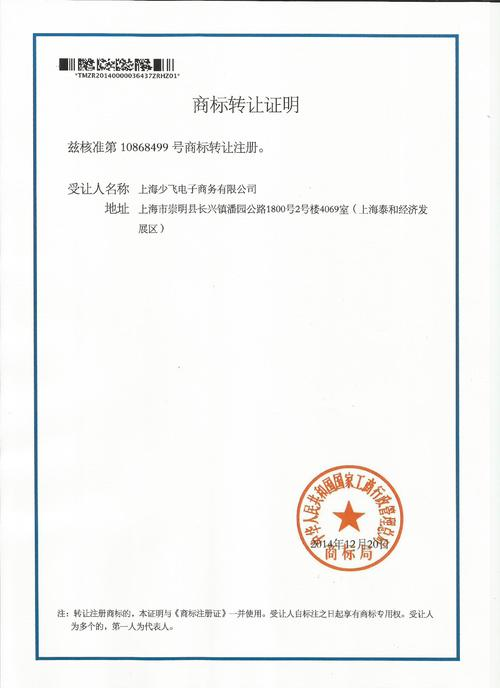 *TMZR20140000036437ZRHZ01*
商标转让证明
兹核准第 10868499 号商标转让注册。
受让人名称 上海少飞电子商务有限公司
地址 上海市崇明县长兴镇潘园公路1800号2号楼4069室（上海泰和经济发
展区）
中华人民共和国国家工商行政管理总局
2014年12月20日
商标局
注：转让注册商标的，本证明与《商标注册证》一并使用。受让人自标注之日起享有商标专用权。受让人
为多个的，第一人为代表人。